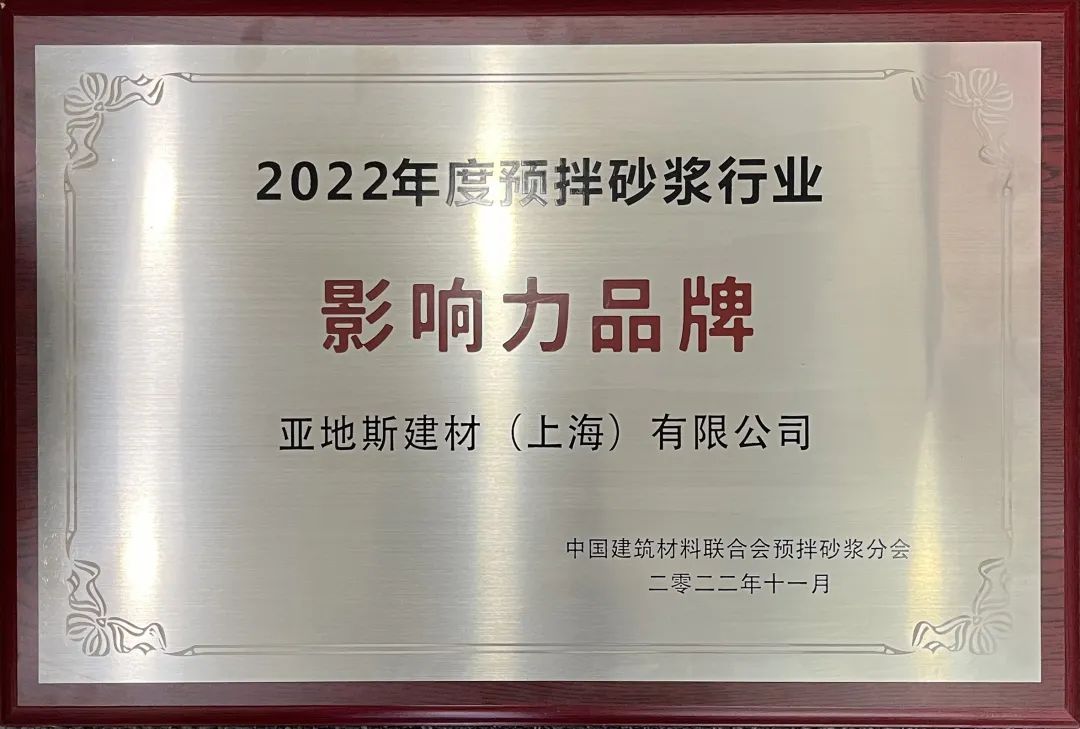 2022年度预拌砂浆行业
影响力品牌
亚地斯建材（上海）有限公司
中国建筑材料联合会预拌砂浆分会
二零二二年十一月